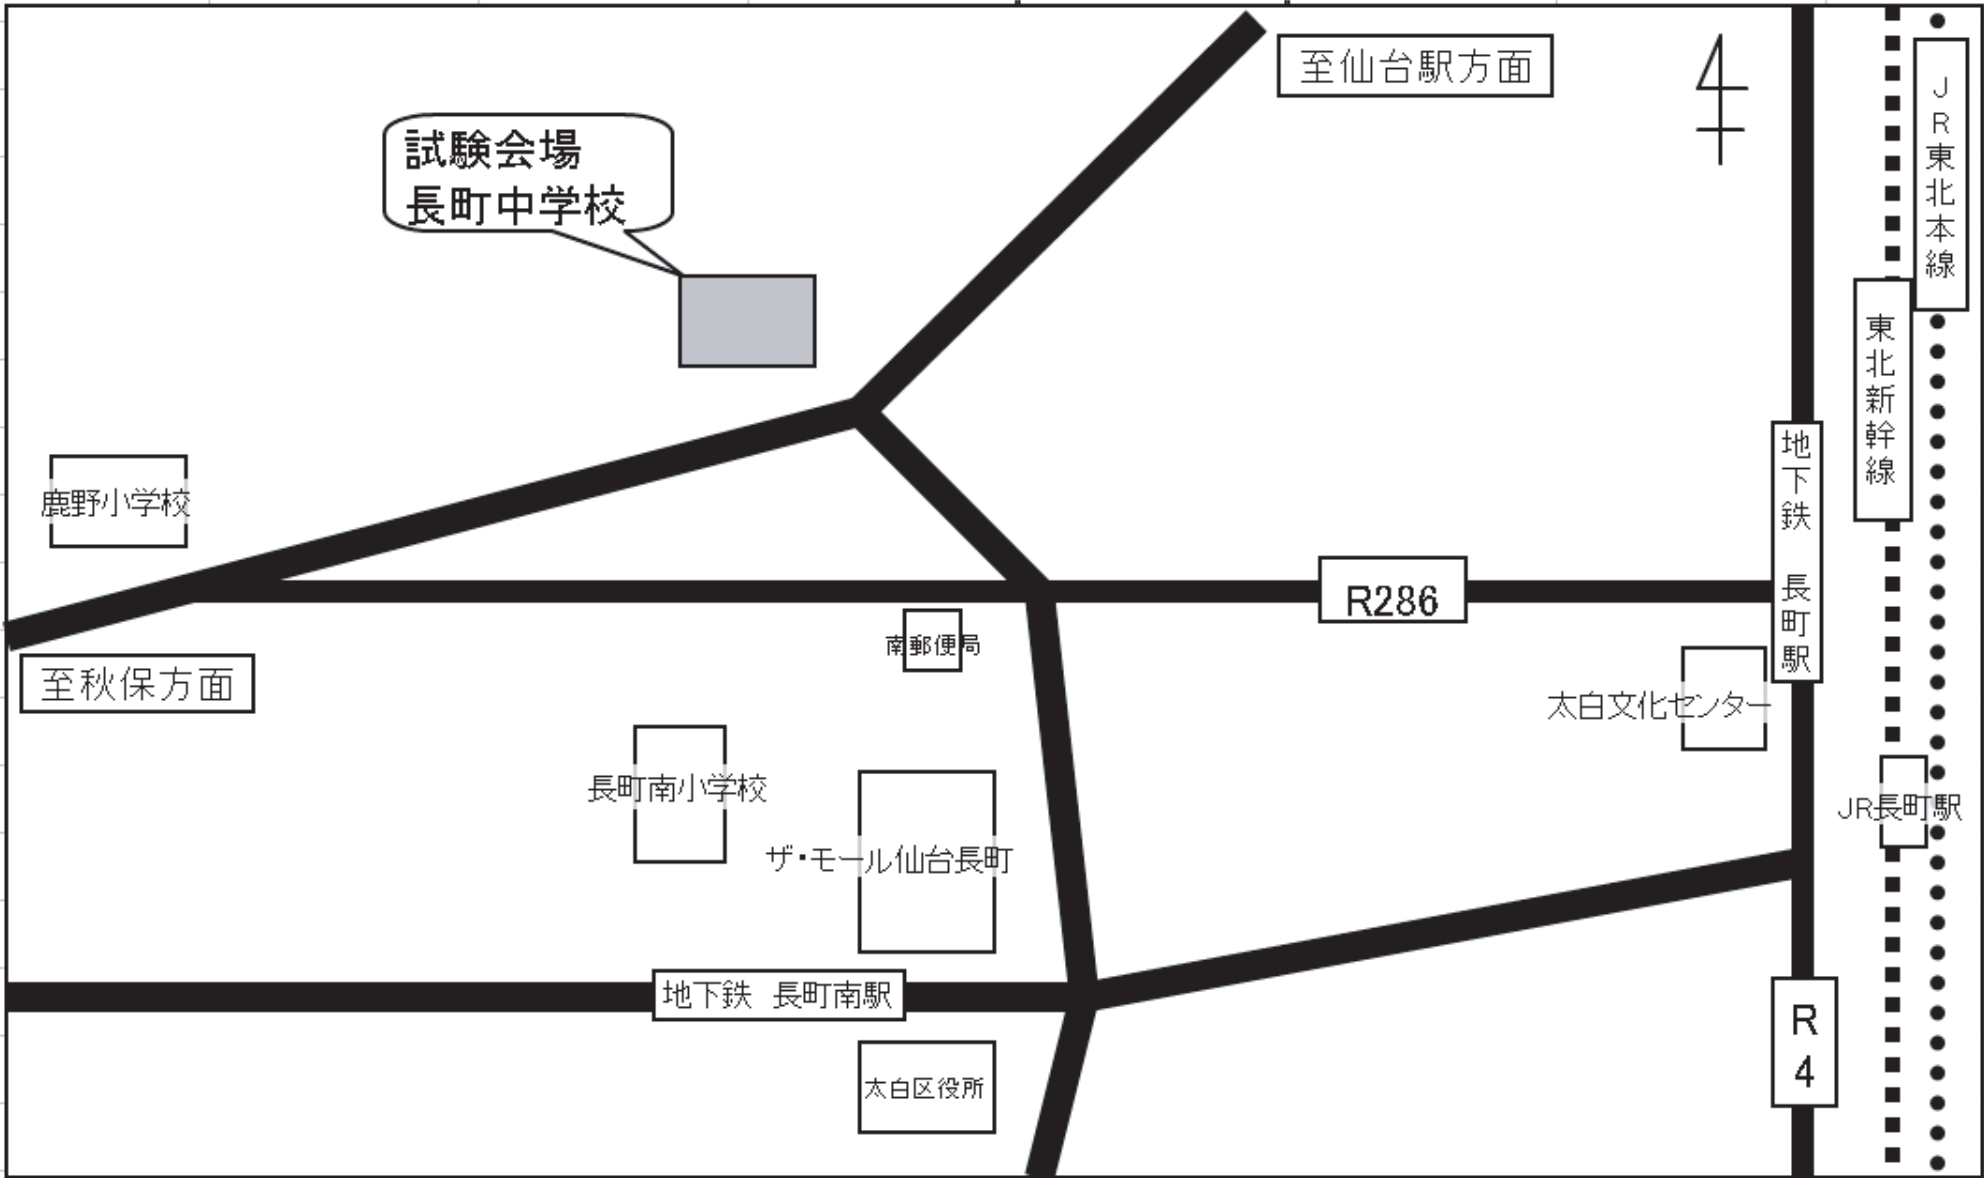 至仙台駅方面
JR東北本線
試験会場
長町中学校
東北新幹線
地下鉄 長町駅
鹿野小学校
R286
南郵便局
至秋保方面
太白文化センター
長町南小学校
JR長町駅
ザ・モール仙台長町
地下鉄 長町南駅
R4
太白区役所